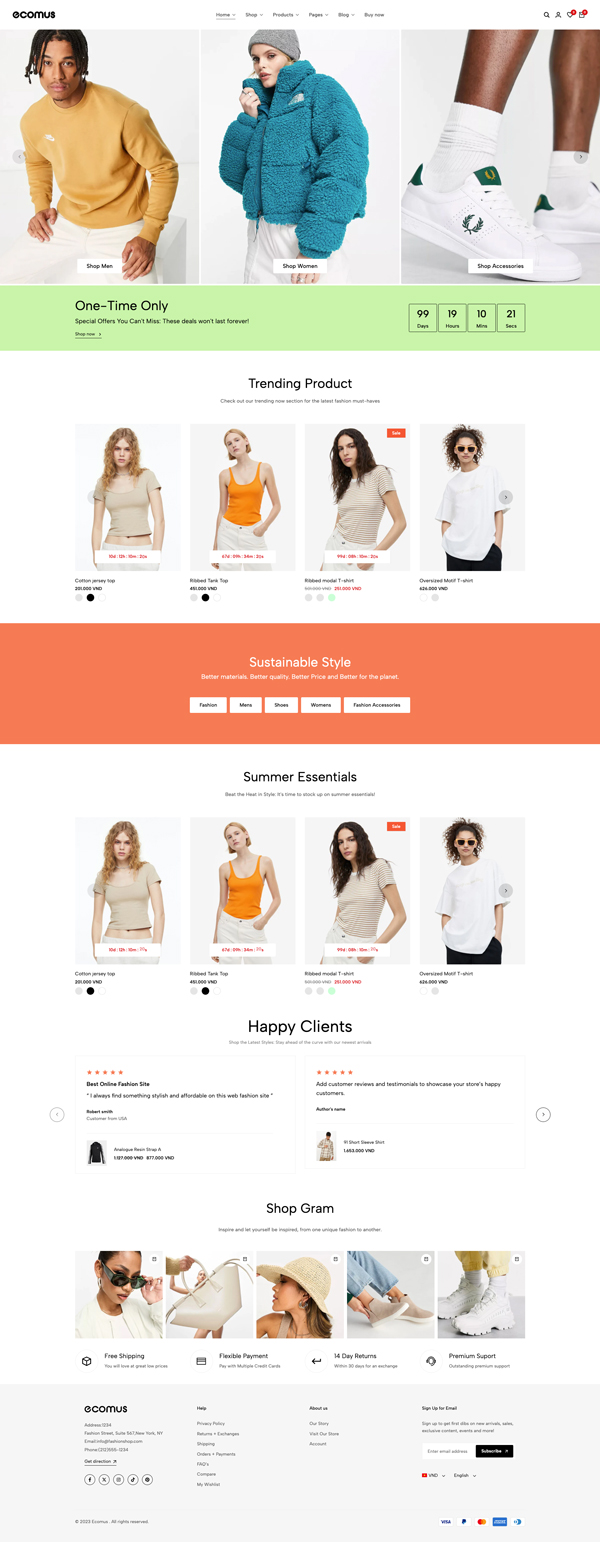 ecomus
Home Shop Products Pages Blog Buy now
Shop Men
Shop Women
Shop Accessories
One-Time Only
Special Offers You Can't Miss: These deals won't last forever!
Shop now
99 19 10 21
Days Hours Mins Secs
Trending Product
Check out our trending now section for the latest fashion must-haves
Sale
10d : 12h : 10m : 20s
67d : 09h : 34m : 20s
99d : 08h : 10m : 20s
Cotton jersey top
201.000 VND
Ribbed Tank Top
451.000 VND
Ribbed modal T-shirt
251.000 VND
Oversized Motif T-shirt
626.000 VND
Sustainable Style
Better materials. Better quality. Better Price and Better for the planet.
Fashion Mens Shoes Womens Fashion Accessories
Summer Essentials
Beat the Heat in Style: It's time to stock up on summer essentials!
Sale
10d : 12h : 10m : 20s
67d : 09h : 34m : 20s
99d : 08h : 10m : 20s
Cotton jersey top
201.000 VND
Ribbed Tank Top
451.000 VND
Ribbed modal T-shirt
251.000 VND
Oversized Motif T-shirt
626.000 VND
Happy Clients
Shop the Latest Styles: Stay ahead of the curve with our newest arrivals
Best Online Fashion Site
" I always find something stylish and affordable on this web fashion site "
Robert smith
Customer from USA
Analogue Resin Strap A
1.127.000 VND 877.000 VND
Add customer reviews and testimonials to showcase your store's happy
customers.
Author's name
91 Short Sleeve Shirt
1.653.000 VND
Shop Gram
Inspire and let yourself be inspired, from one unique fashion to another.
Free Shipping
You will love at great low prices
Flexible Payment
Pay with Multiple Credit Cards
14 Day Returns
Within 30 days for an exchange
Premium Suport
Outstanding premium support
ecomus
Address:1234
Fashion Street, Suite 567,New York, NY
Email:info@fashionshop.com
Phone:(212)555-1234
Get direction
Help
Privacy Policy
Returns + Exchanges
Shipping
Orders + Payments
FAQ's
Compare
My Wishlist
About us
Our Story
Visit Our Store
Account
Sign Up for Email
Sign up to get first dibs on new arrivals, sales,
exclusive content, events and more!
Enter email address
Subscribe
VND English
© 2023 Ecomus . All rights reserved.
VISA